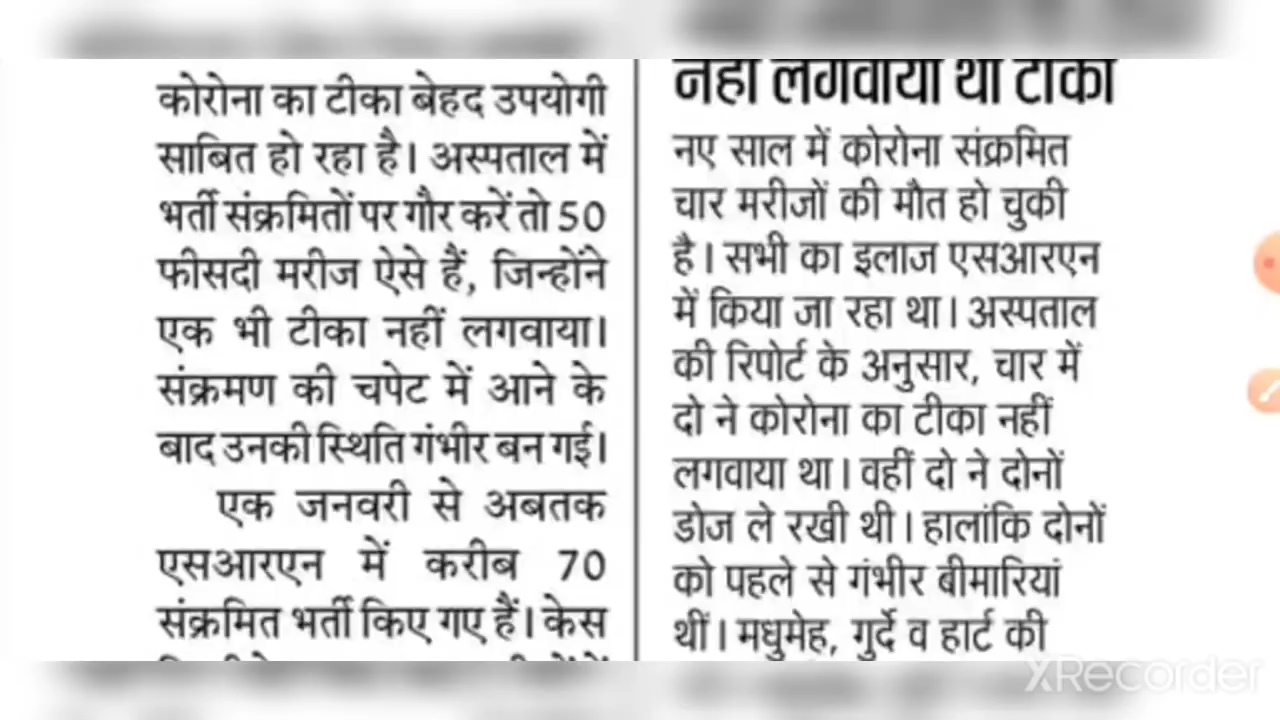 कोरोना का टीका बेहद उपयोगी
साबित हो रहा है। अस्पताल में
भर्ती संक्रमितों पर गौर करें तो 50
फीसदी मरीज ऐसे हैं, जिन्होंने
एक भी टीका नहीं लगवाया।
संक्रमण की चपेट में आने के
बाद उनकी स्थिति गंभीर बन गई।
एक जनवरी से अबतक
एसआरएन में करीब 70
संक्रमित भर्ती किए गए हैं। केस
नहीं लगवाया था टीका
नए साल में कोरोना संक्रमित
चार मरीजों की मौत हो चुकी
है। सभी का इलाज एसआरएन
में किया जा रहा था। अस्पताल
की रिपोर्ट के अनुसार, चार में
दो ने कोरोना का टीका नहीं
लगवाया था। वहीं दो ने दोनों
डोज ले रखी थी। हालांकि दोनों
को पहले से गंभीर बीमारियां
थीं। मधुमेह, गुर्दे व हार्ट की
XRecorder